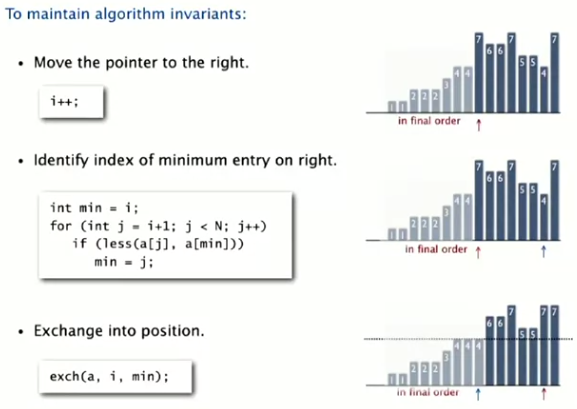 To maintain algorithm invariants:
• Move the pointer to the right.
i++;
1 1 2 2 2 3 4 4 7 6 6 7 5 5 4 7
in final order
• Identify index of minimum entry on right.
int min = i;
for (int j = i+1; j < N; j++)
if (less(a[j], a[min]))
min = j;
1 1 2 2 2 3 4 4 7 6 6 7 5 5 4 7
in final order
• Exchange into position.
exch(a, i, min);
1 1 2 2 2 3 4 4 4 6 6 7 5 5 7 7
in final order